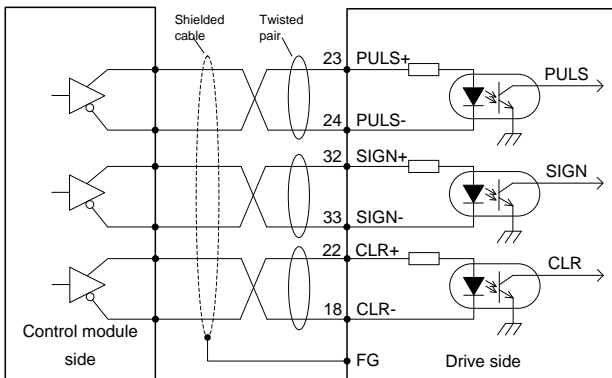 Shielded
cable
Twisted
pair
23 PULS+
PULS
24 PULS-
32 SIGN+
SIGN
33 SIGN-
22 CLR+
CLR
18 CLR-
Control module
side
FG
Drive side